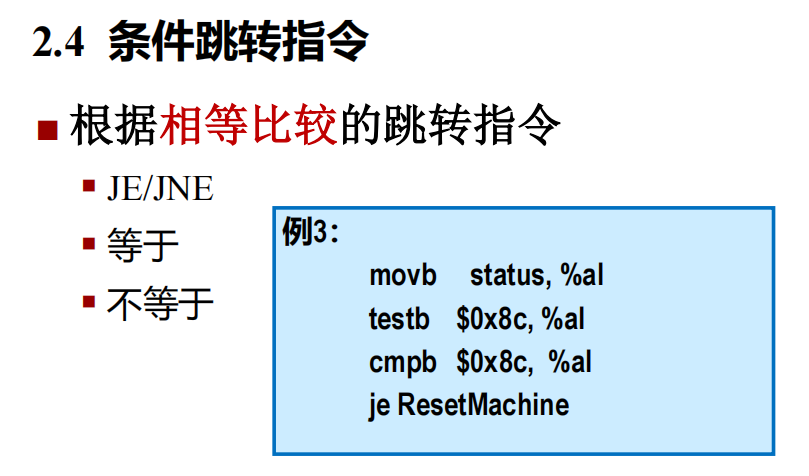 2.4 条件跳转指令
■ 根据相等比较的跳转指令
▪ JE/JNE
▪ 等于
▪ 不等于
例3：
movb status, %al
testb $0x8c, %al
cmpb $0x8c, %al
je ResetMachine